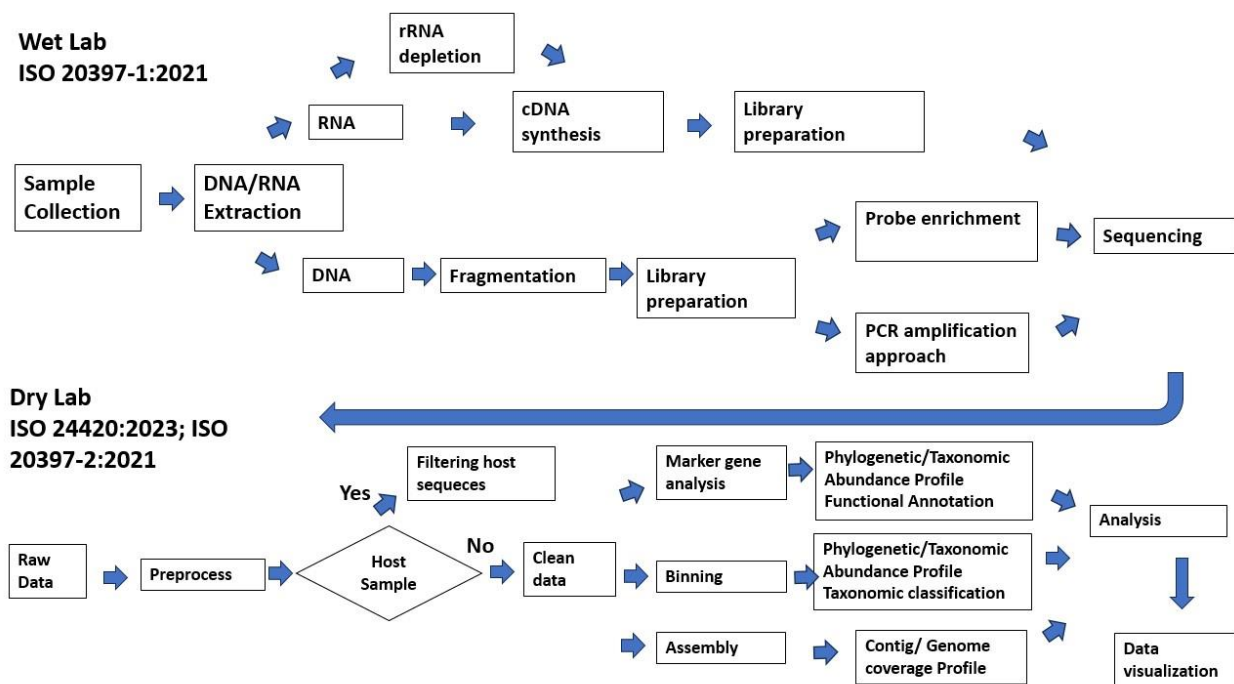 Wet Lab
ISO 20397-1:2021
rRNA
depletion
RNA
cDNA
synthesis
Library
preparation
Sample
Collection
DNA/RNA
Extraction
DNA
Fragmentation
Library
preparation
Probe enrichment
PCR amplification
approach
Sequencing
Dry Lab
ISO 24420:2023; ISO
20397-2:2021
Raw
Data
Preprocess
Host
Sample
Yes
Filtering host
sequeces
No
Clean
data
Marker gene
analysis
Phylogenetic/Taxonomic
Abundance Profile
Functional Annotation
Binning
Phylogenetic/Taxonomic
Abundance Profile
Taxonomic classification
Assembly
Contig/ Genome
coverage Profile
Analysis
Data
visualization